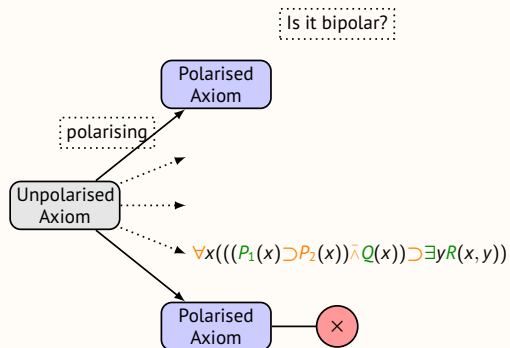 Is it bipolar?
Polarised
Axiom
polarising
Unpolarised
Axiom
∀x(((P₁(x)⊃P₂(x))∧̄Q(x))⊃∃yR(x,y))
Polarised
Axiom
×